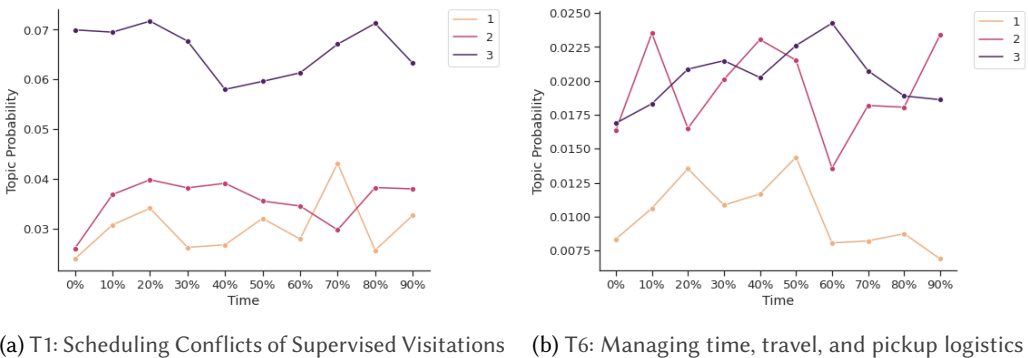 0.07
0.06
0.05
0.04
0.03
Topic Probability
0% 10% 20% 30% 40% 50% 60% 70% 80% 90%
Time
1
2
3
(a) T1: Scheduling Conflicts of Supervised Visitations
0.0250
0.0225
0.0200
0.0175
0.0150
0.0125
0.0100
0.0075
Topic Probability
0% 10% 20% 30% 40% 50% 60% 70% 80% 90%
Time
1
2
3
(b) T6: Managing time, travel, and pickup logistics